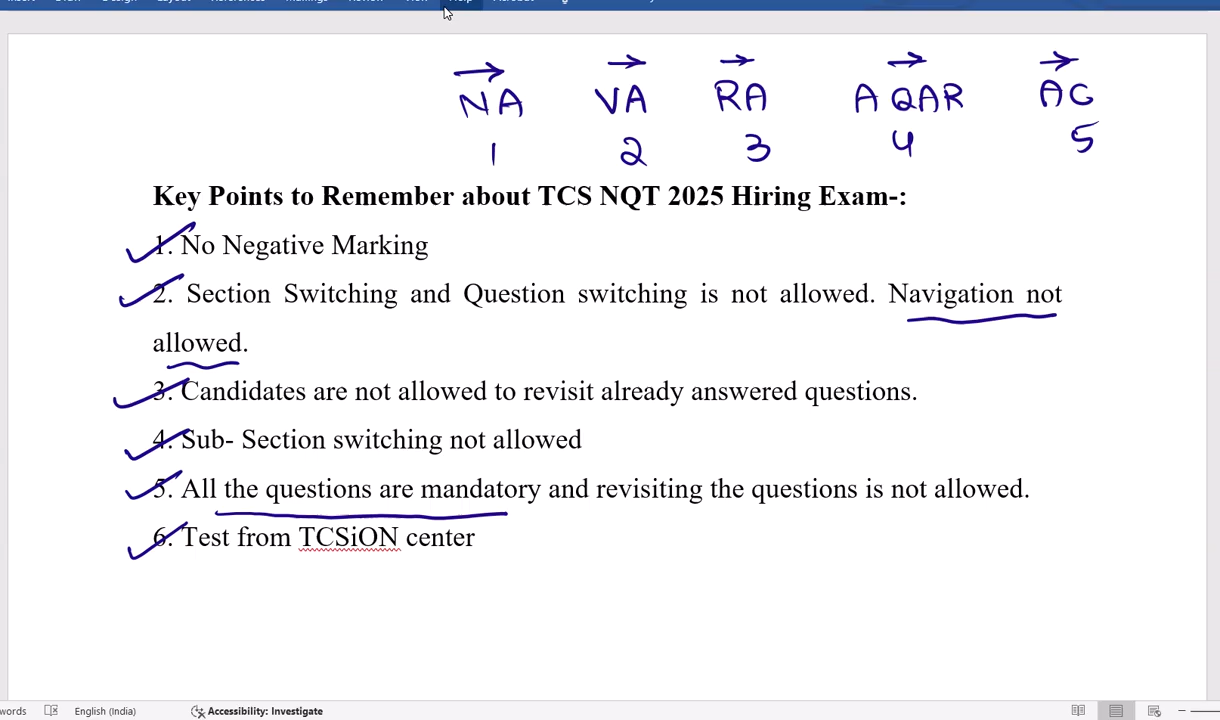 NA VA RA AQAR AC
1 2 3 4 5
Key Points to Remember about TCS NQT 2025 Hiring Exam-:
1. No Negative Marking
2. Section Switching and Question switching is not allowed. Navigation not
allowed.
3. Candidates are not allowed to revisit already answered questions.
4. Sub- Section switching not allowed
5. All the questions are mandatory and revisiting the questions is not allowed.
6. Test from TCSiON center
words English (India) Accessibility: Investigate